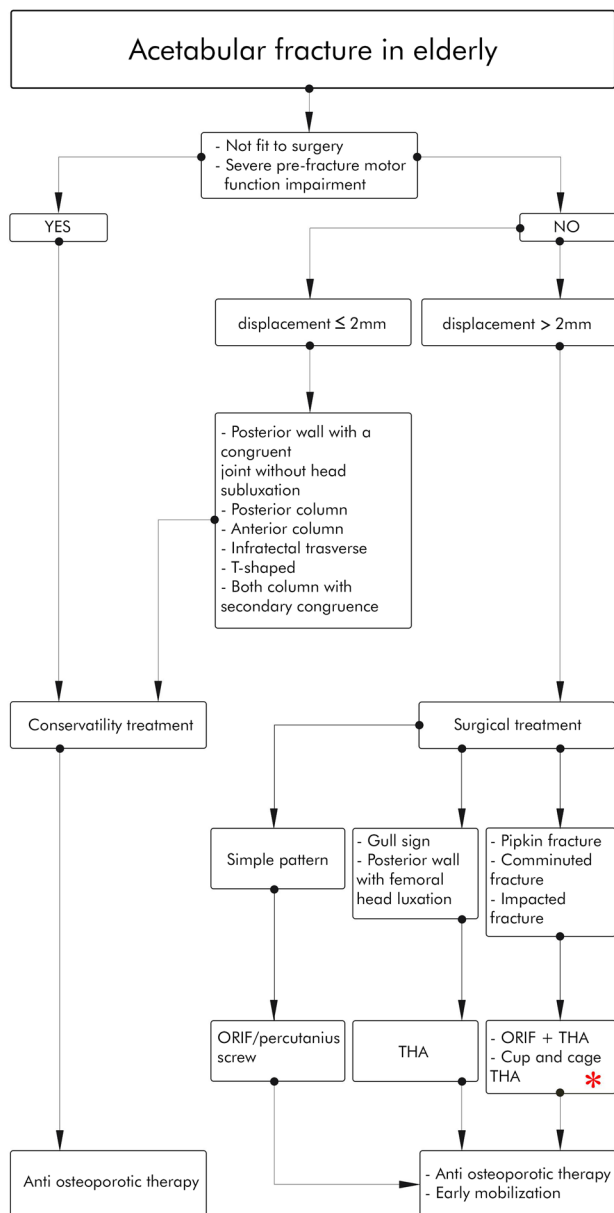 Acetabular fracture in elderly
- Not fit to surgery
- Severe pre-fracture motor
function impairment
YES
NO
displacement ≤ 2mm
displacement > 2mm
- Posterior wall with a
congruent
joint without head
subluxation
- Posterior column
- Anterior column
- Infratectal trasverse
- T-shaped
- Both column with
secondary congruence
Conservatility treatment
Surgical treatment
Simple pattern
- Gull sign
- Posterior wall
with femoral
head luxation
- Pipkin fracture
- Comminuted
fracture
- Impacted
fracture
ORIF/percutanius
screw
THA
- ORIF + THA
- Cup and cage
THA *
Anti osteoporotic therapy
- Anti osteoporotic therapy
- Early mobilization